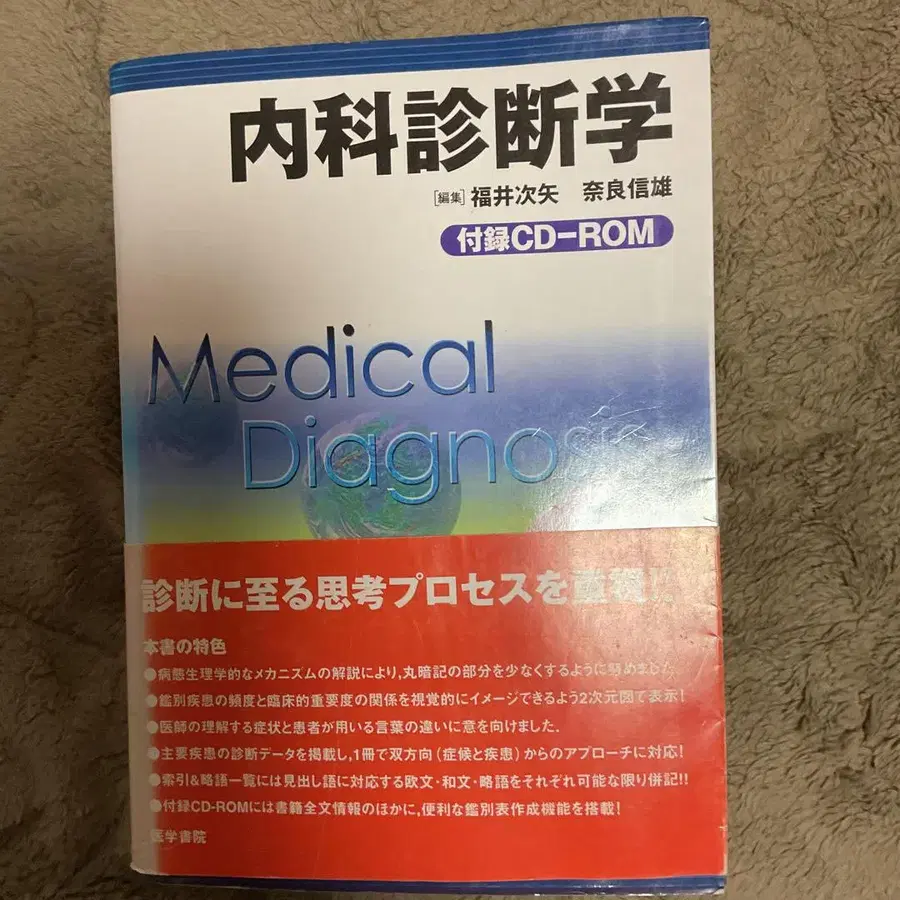 内科診断学
[編集] 福井次矢 奈良信雄
付録CD-ROM
Medical
Diagnosis
診断に至る思考プロセスを重視!!
本書の特色
●病態生理学的なメカニズムの解説により,丸暗記の部分を少なくするように努めました.
●鑑別疾患の頻度と臨床的重要度の関係を視覚的にイメージできるよう2次元図で表示!
●医師の理解する症状と患者が用いる言葉の違いに意を向けました.
●主要疾患の診断データを掲載し,1冊で双方向(症候と疾患)からのアプローチに対応!
●索引&略語一覧には見出し語に対応する欧文・和文・略語をそれぞれ可能な限り併記!!
●付録CD-ROMには書籍全文情報のほかに,便利な鑑別表作成機能を搭載!
医学書院